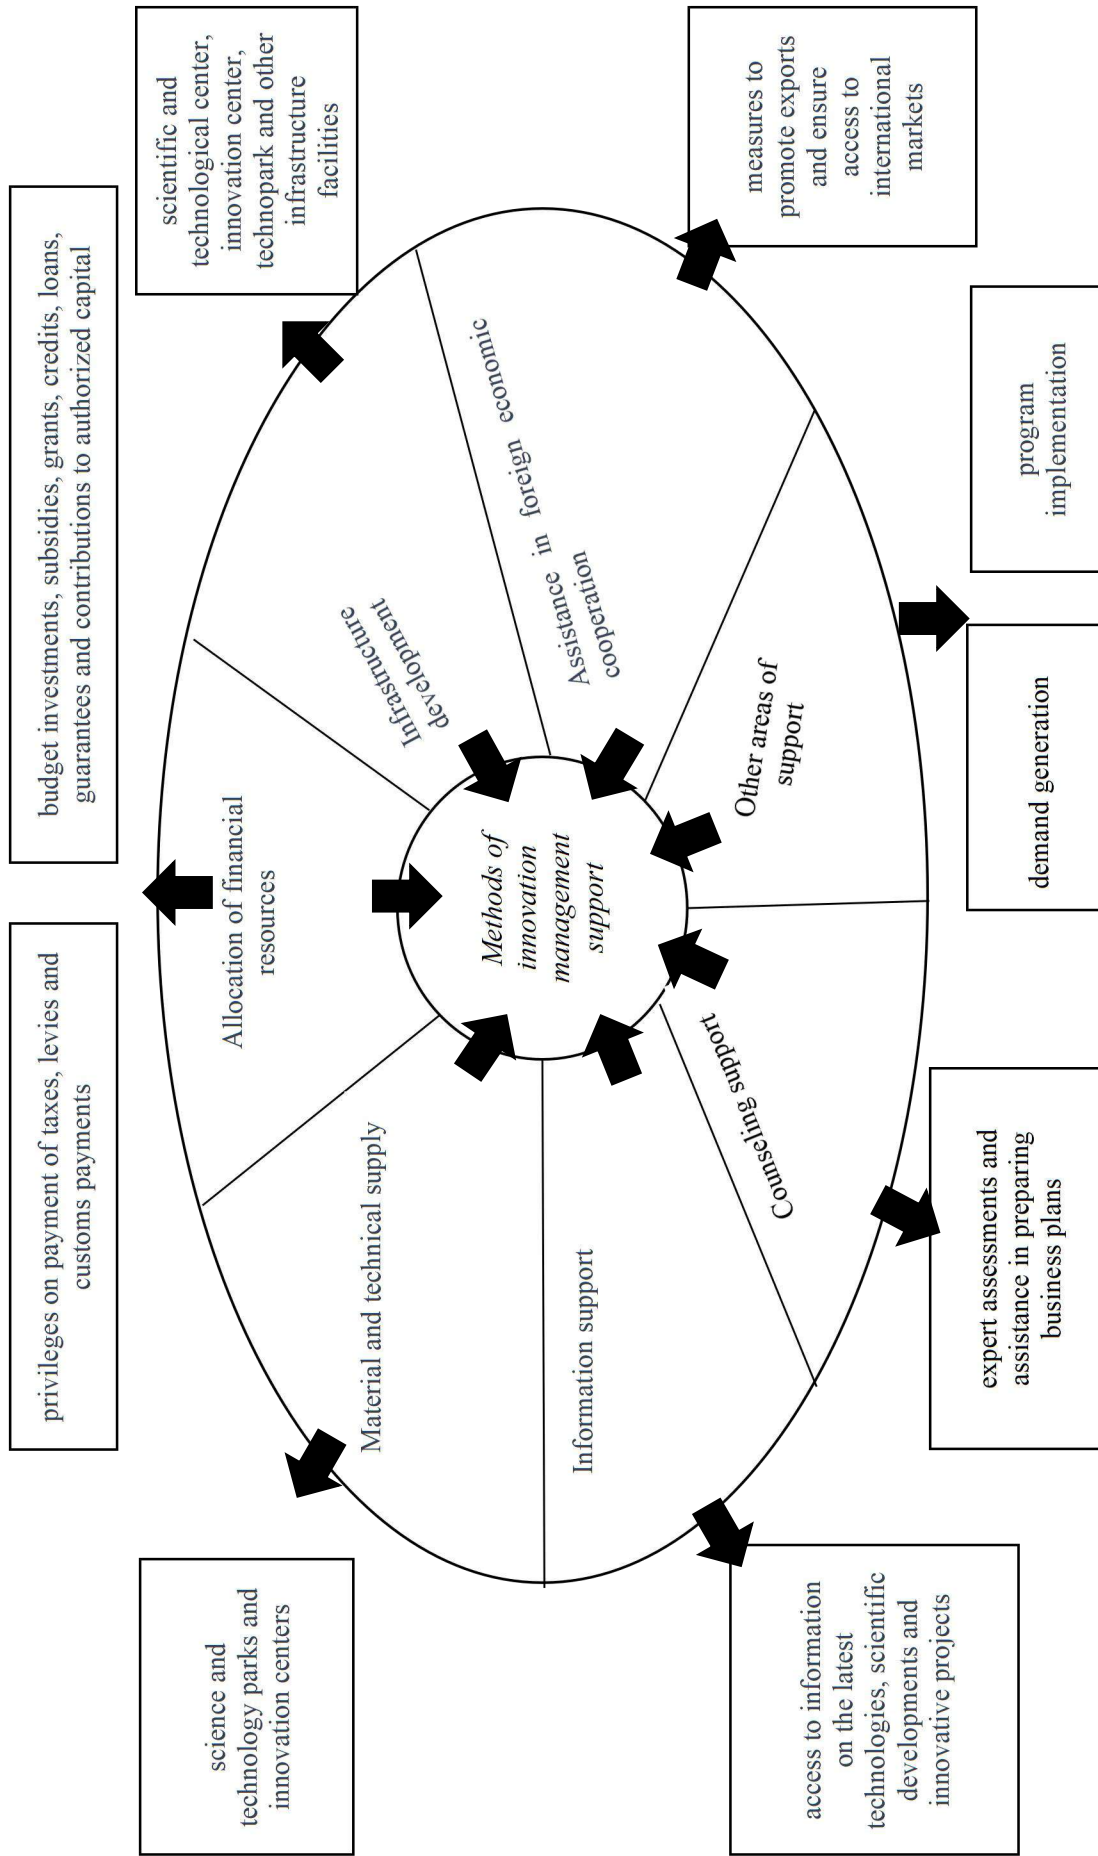 privileges on payment of taxes, levies and
customs payments
budget investments, subsidies, grants, credits, loans,
guarantees and contributions to authorized capital
science and
technology parks and
innovation centers
scientific and
technological center,
innovation center,
technopark and other
infrastructure
facilities
Allocation of financial
resources
Material and technical supply
Infrastructure
development
Methods of
innovation
management
support
Assistance in foreign economic
cooperation
Information support
Counseling support
Other areas of
support
access to information
on the latest
technologies, scientific
developments and
innovative projects
measures to
promote exports
and ensure
access to
international
markets
expert assessments and
assistance in preparing
business plans
demand generation
program
implementation